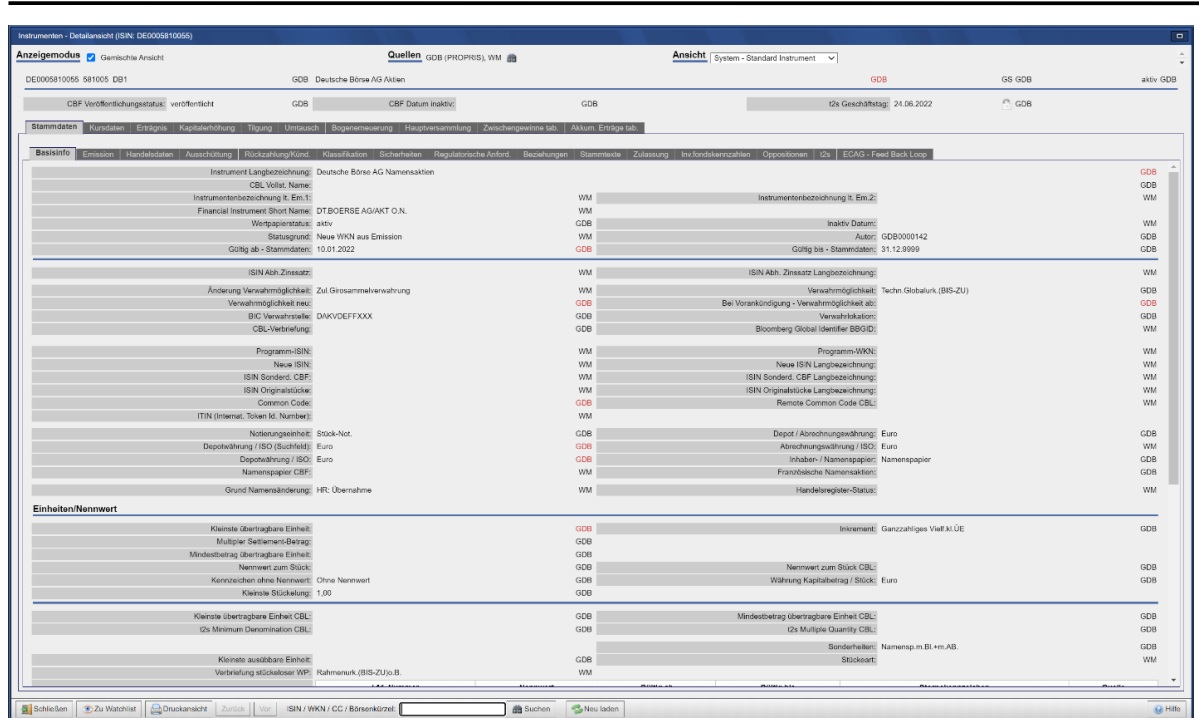 Instrumenten - Detailansicht (ISIN: DE0005810055)
Anzeigemodus Gemischte Ansicht Quellen GDB (PROPRIS), WM Ansicht System - Standard Instrument
DE0005810055 581005 DB1 GDB Deutsche Börse AG Aktien GDB GS GDB aktiv GDB
CBF Veröffentlichungsstatus: veröffentlicht GDB CBF Datum inaktiv: GDB t2s Geschäftstag: 24.06.2022 GDB
Stammdaten Kursdaten Erträgnis Kapitalerhöhung Tilgung Umtausch Bogenerneuerung Hauptversammlung Zwischengewinne tab. Akkum. Erträge tab.
Basisinfo Emission Handelsdaten Ausschüttung Rückzahlung/Künd. Klassifikation Sicherheiten Regulatorische Anford. Beziehungen Stammtexte Zulassung Inv.fondskennzahlen Oppositionen t2s ECAG - Feed Back Loop
Instrument Langbezeichnung: Deutsche Börse AG Namensaktien GDB
CBL Vollst. Name: GDB
Instrumentenbezeichnung lt. Em.1: WM Instrumentenbezeichnung lt. Em.2: WM
Financial Instrument Short Name: DT.BOERSE AG/AKT O.N. WM
Wertpapierstatus: aktiv GDB Inaktiv Datum: WM
Statusgrund: Neue WKN aus Emission WM Autor: GDB0000142 GDB
Gültig ab - Stammdaten: 10.01.2022 GDB Gültig bis - Stammdaten: 31.12.9999 GDB
ISIN Abh.Zinssatz: WM ISIN Abh. Zinssatz Langbezeichnung: WM
Änderung Verwahrmöglichkeit: Zul.Girosammelverwahrung WM Verwahrmöglichkeit: Techn.Globalurk.(BIS-ZU) GDB
Verwahrmöglichkeit neu: GDB Bei Vorankündigung - Verwahrmöglichkeit ab: GDB
BIC Verwahrstelle: DAKVDEFFXXX GDB Verwahrlokation: GDB
CBL-Verbriefung: GDB Bloomberg Global Identifier BBGID: WM
Programm-ISIN: WM Programm-WKN: WM
Neue ISIN: WM Neue ISIN Langbezeichnung: WM
ISIN Sonderd. CBF: WM ISIN Sonderd. CBF Langbezeichnung: WM
ISIN Originalstücke: WM ISIN Originalstücke Langbezeichnung: WM
Common Code: GDB Remote Common Code CBL: WM
ITIN (Internat. Token Id. Number): WM
Notierungseinheit: Stück-Not. GDB Depot / Abrechnungswährung: Euro GDB
Depotwährung / ISO (Suchfeld): Euro GDB Abrechnungswährung / ISO: Euro WM
Depotwährung / ISO: Euro GDB Inhaber- / Namenspapier: Namenspapier GDB
Namenspapier CBF: WM Französische Namensaktien: GDB
Grund Namensänderung: HR: Übernahme WM Handelsregister-Status: WM
Einheiten/Nennwert
Kleinste übertragbare Einheit: GDB Inkrement: Ganzzahliges Vielf.kl.ÜE GDB
Multipler Settlement-Betrag: GDB
Mindestbetrag übertragbare Einheit: GDB
Nennwert zum Stück: GDB Nennwert zum Stück CBL: GDB
Kennzeichen ohne Nennwert: Ohne Nennwert GDB Währung Kapitalbetrag / Stück: Euro GDB
Kleinste Stückelung: 1,00 GDB
Kleinste übertragbare Einheit CBL: GDB Mindestbetrag übertragbare Einheit CBL: GDB
t2s Minimum Denomination CBL: GDB t2s Multiple Quantity CBL: GDB
Sonderheiten: Namensp.m.Bl.+m.AB. GDB
Kleinste ausübbare Einheit: GDB Stückeart: WM
Verbriefung stückeloser WP: Rahmenurk.(BIS-ZU)o.B. WM
Lfd. Nummer Nennwert Gültig ab Gültig bis Sternekennzeichen Quelle
Schließen Zu Watchlist Druckansicht Zurück Vor ISIN / WKN / CC / Börsenkürzel: Suchen Neu laden Hilfe